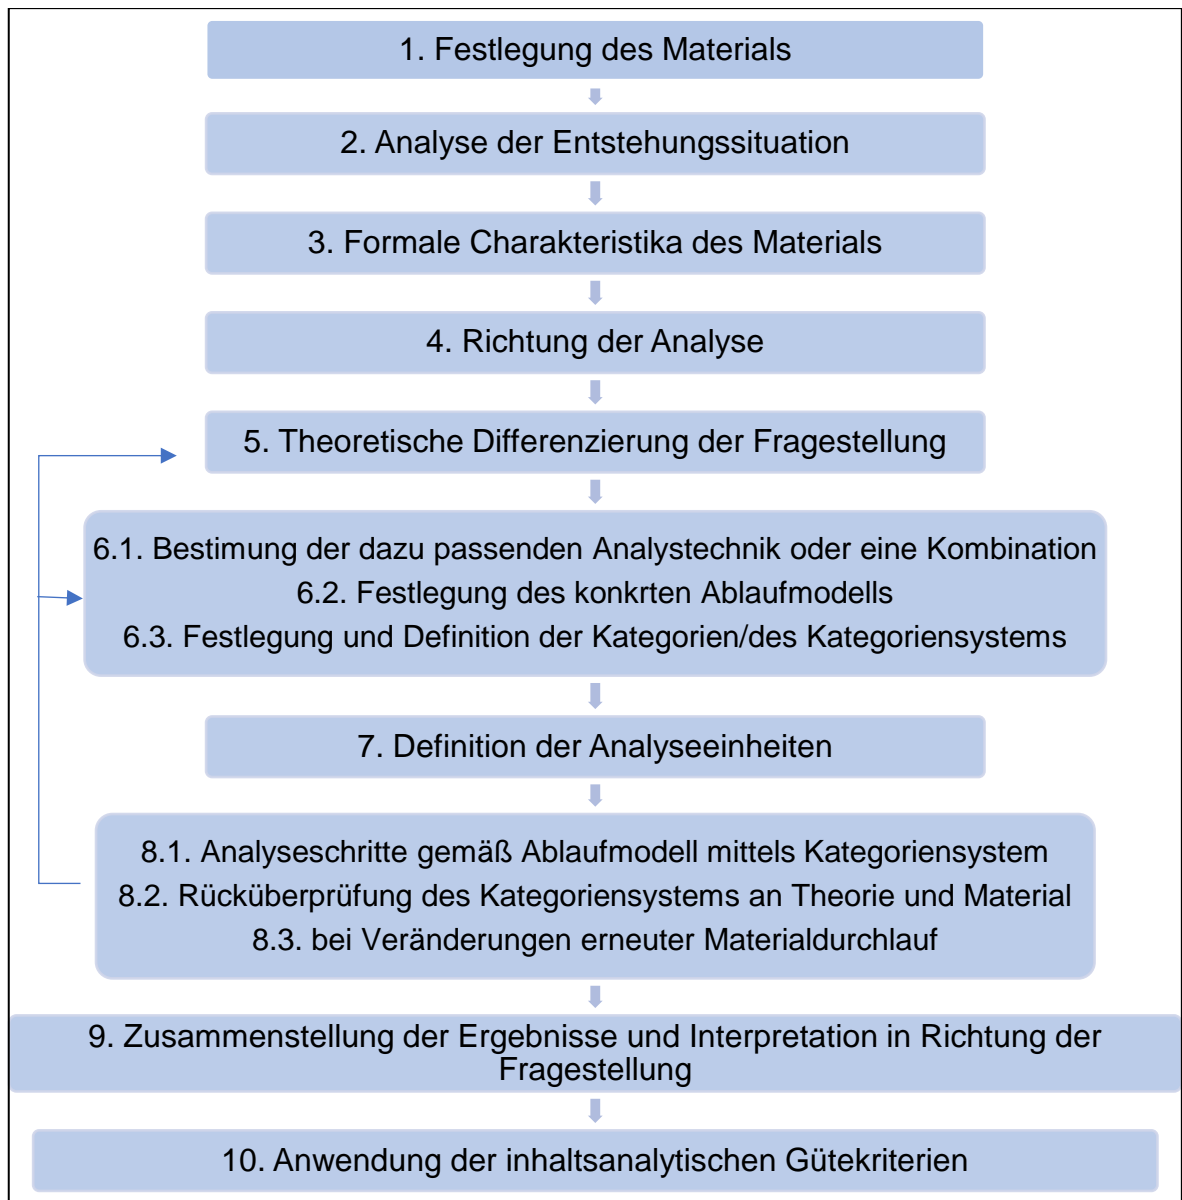 1. Festlegung des Materials
2. Analyse der Entstehungssituation
3. Formale Charakteristika des Materials
4. Richtung der Analyse
5. Theoretische Differenzierung der Fragestellung
6.1. Bestimung der dazu passenden Analystechnik oder eine Kombination
6.2. Festlegung des konkrten Ablaufmodells
6.3. Festlegung und Definition der Kategorien/des Kategoriensystems
7. Definition der Analyseeinheiten
8.1. Analyseschritte gemäß Ablaufmodell mittels Kategoriensystem
8.2. Rücküberprüfung des Kategoriensystems an Theorie und Material
8.3. bei Veränderungen erneuter Materialdurchlauf
9. Zusammenstellung der Ergebnisse und Interpretation in Richtung der
Fragestellung
10. Anwendung der inhaltsanalytischen Gütekriterien